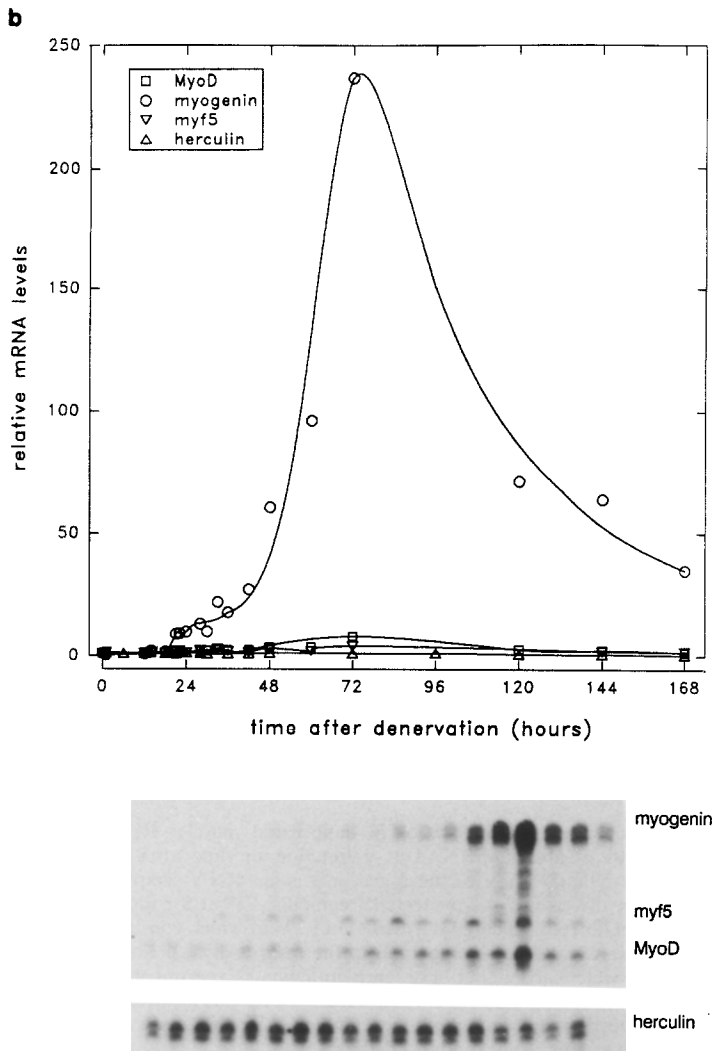 b
250
200
150
100
50
0
relative mRNA levels
MyoD
myogenin
myf5
herculin
0 24 48 72 96 120 144 168
time after denervation (hours)
myogenin
myf5
MyoD
herculin